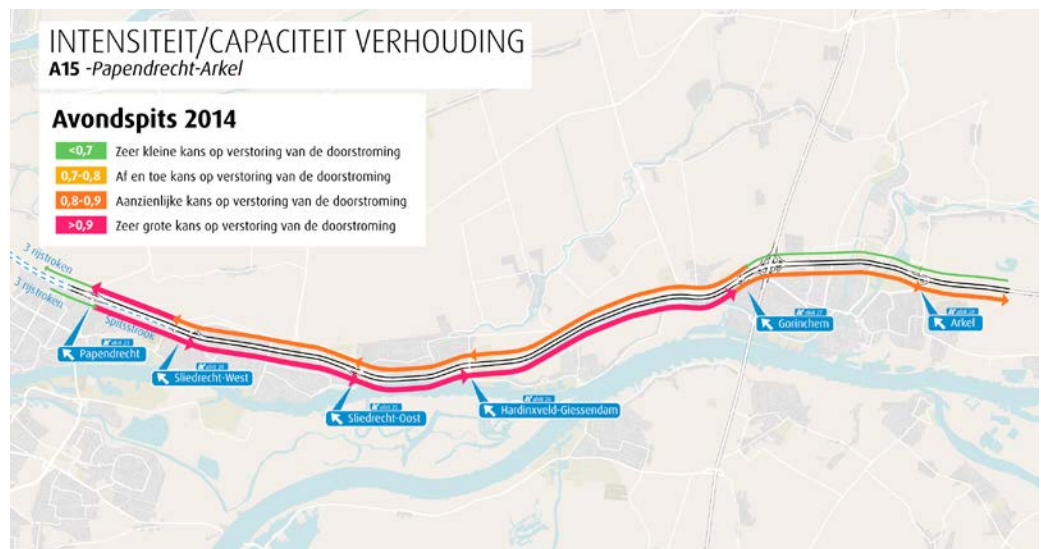 INTENSITEIT/CAPACITEIT VERHOUDING
A15 -Papendrecht-Arkel
Avondspits 2014
<0,7 Zeer kleine kans op verstoring van de doorstroming
0,7-0,8 Af en toe kans op verstoring van de doorstroming
0,8-0,9 Aanzienlijke kans op verstoring van de doorstroming
>0,9 Zeer grote kans op verstoring van de doorstroming
3 rijstroken
3 rijstroken
Spitsstrook
Papendrecht
Sliedrecht-West
Sliedrecht-Oost
Hardinxveld-Giessendam
Gorinchem
Arkel